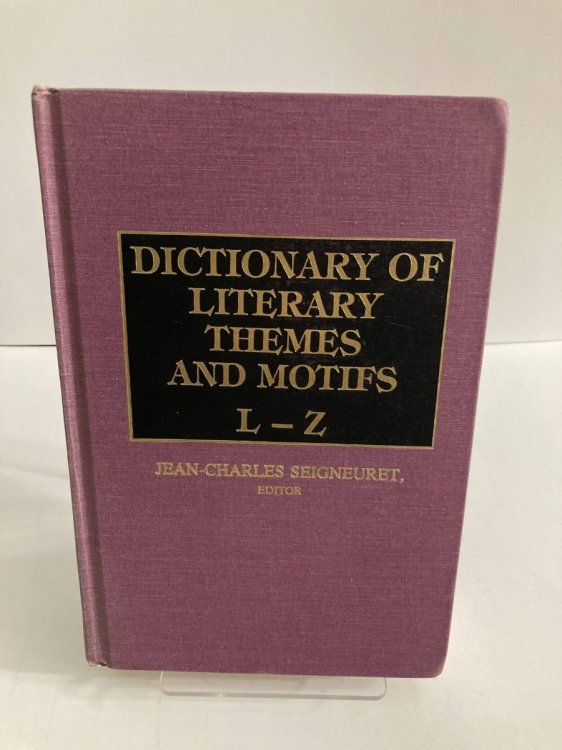 DICTIONARY OF
LITERARY
THEMES
AND MOTIFS
L – Z
JEAN-CHARLES SEIGNEURET,
EDITOR